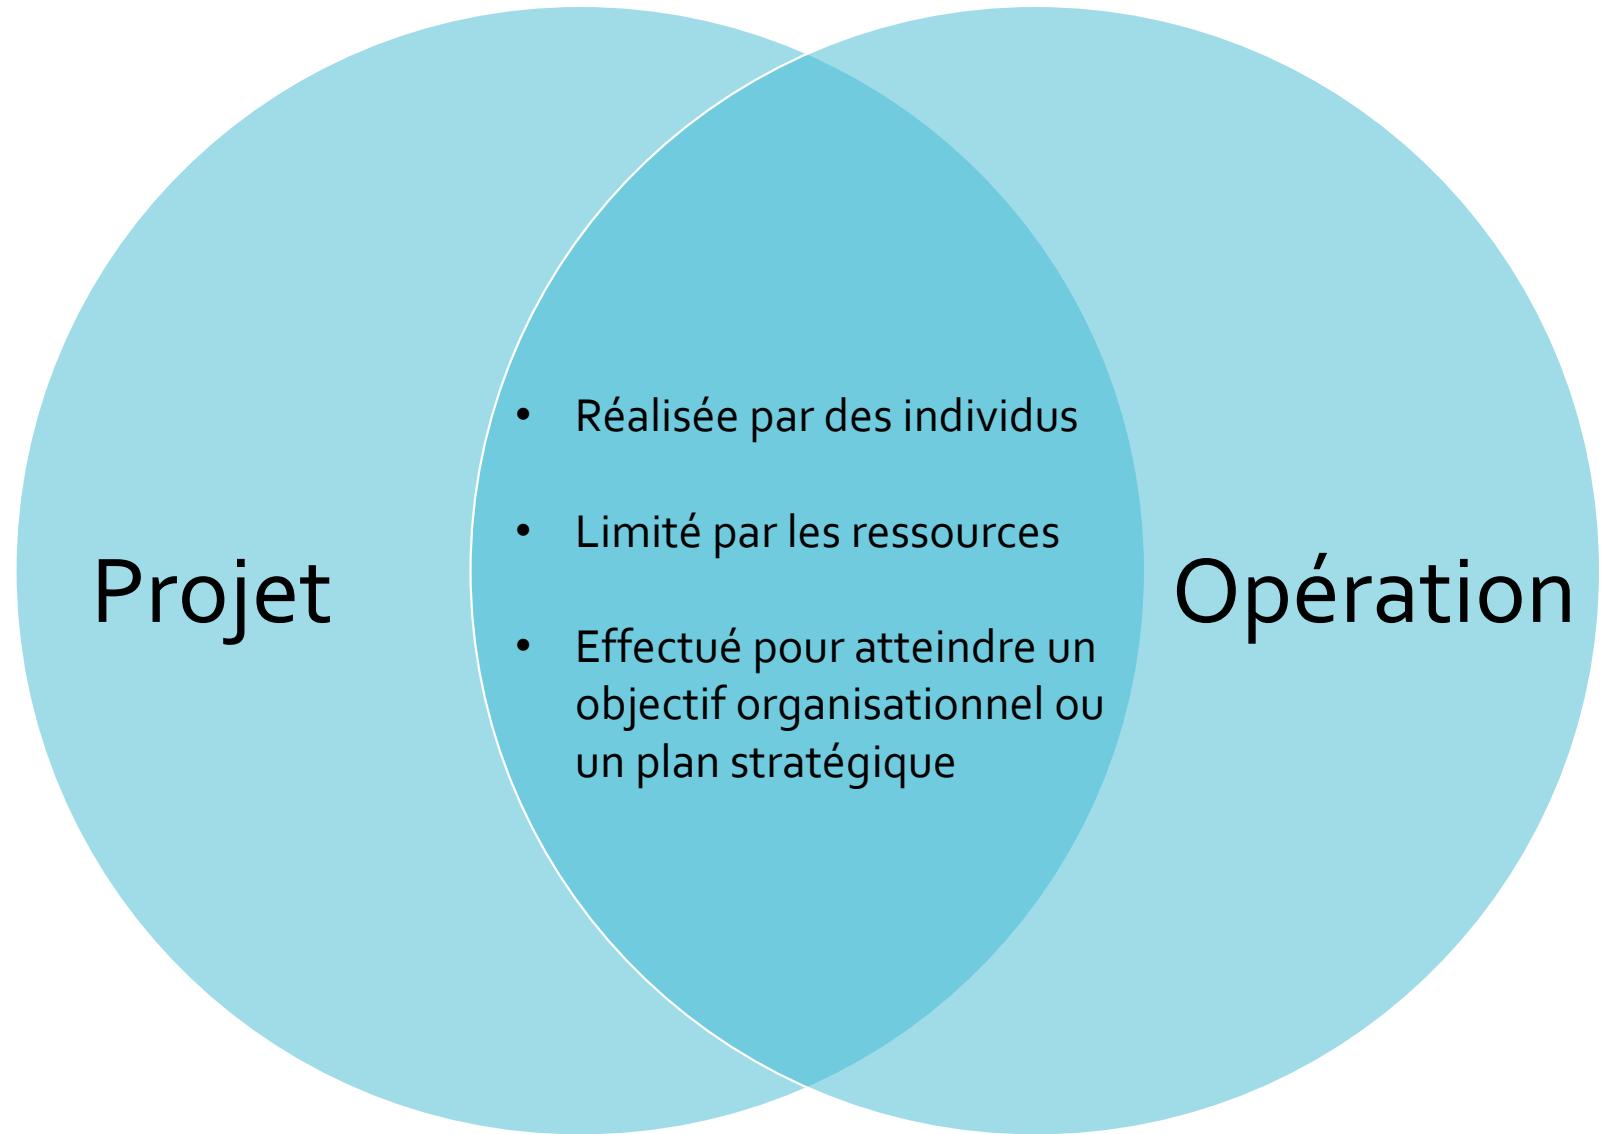 Projet
• Réalisée par des individus
• Limité par les ressources
• Effectué pour atteindre un
objectif organisationnel ou
un plan stratégique
Opération